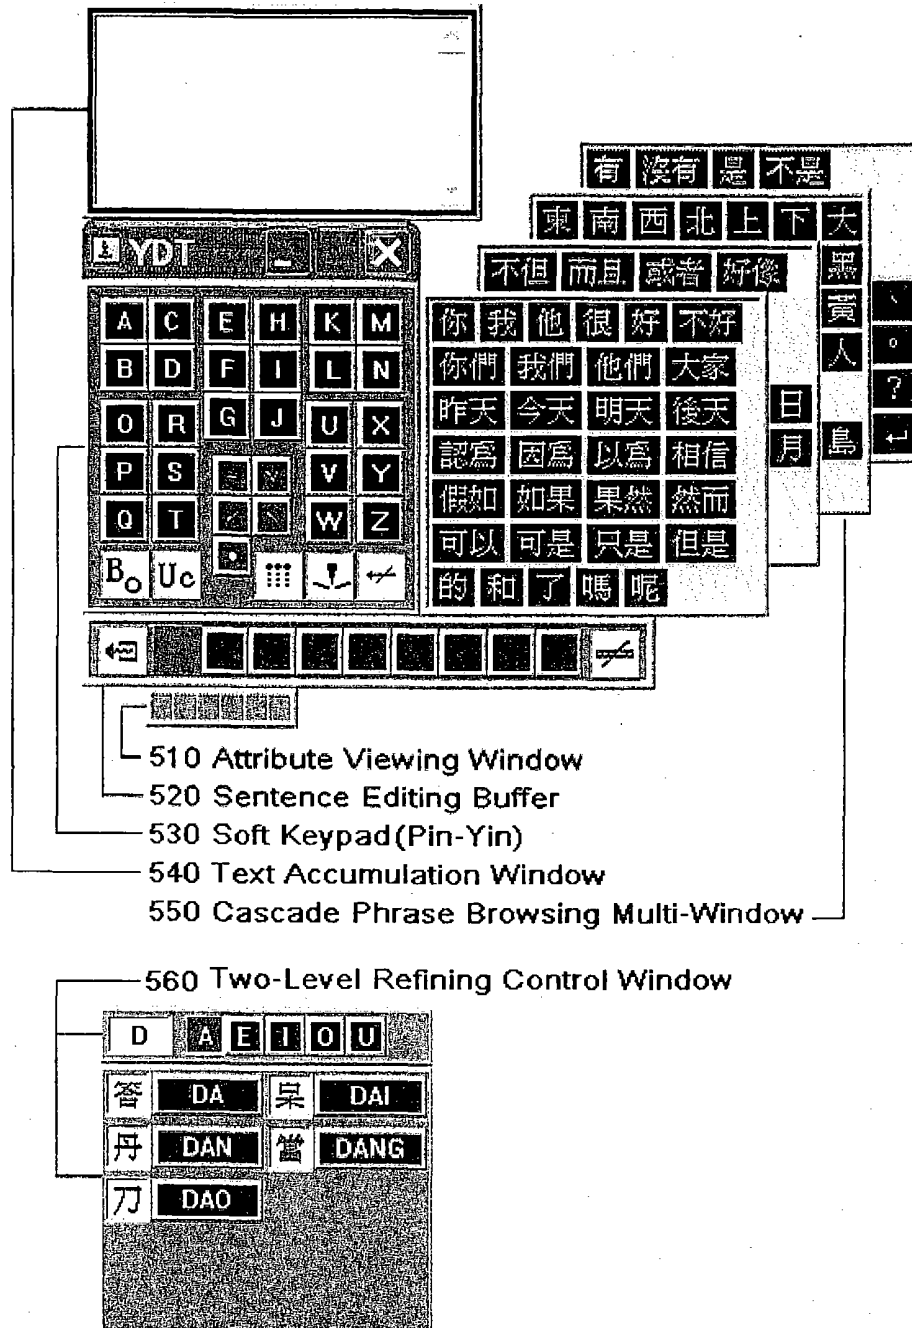 YDT
A C E H K M
B D F I L N
O R G J U X
P S V Y
Q T W Z
Bo Uc
有 沒有 是 不是
東 南 西 北 上 下 大
黑
黃
人
島
不但 而且 或者 好像
日
月
、
。
?
你 我 他 很 好 不好
你們 我們 他們 大家
昨天 今天 明天 後天
認為 因為 以為 相信
假如 如果 果然 然而
可以 可是 只是 但是
的 和 了 嗎 呢
510 Attribute Viewing Window
520 Sentence Editing Buffer
530 Soft Keypad(Pin-Yin)
540 Text Accumulation Window
550 Cascade Phrase Browsing Multi-Window
560 Two-Level Refining Control Window
D A E I O U
答 DA 呆 DAI
丹 DAN 當 DANG
刀 DAO